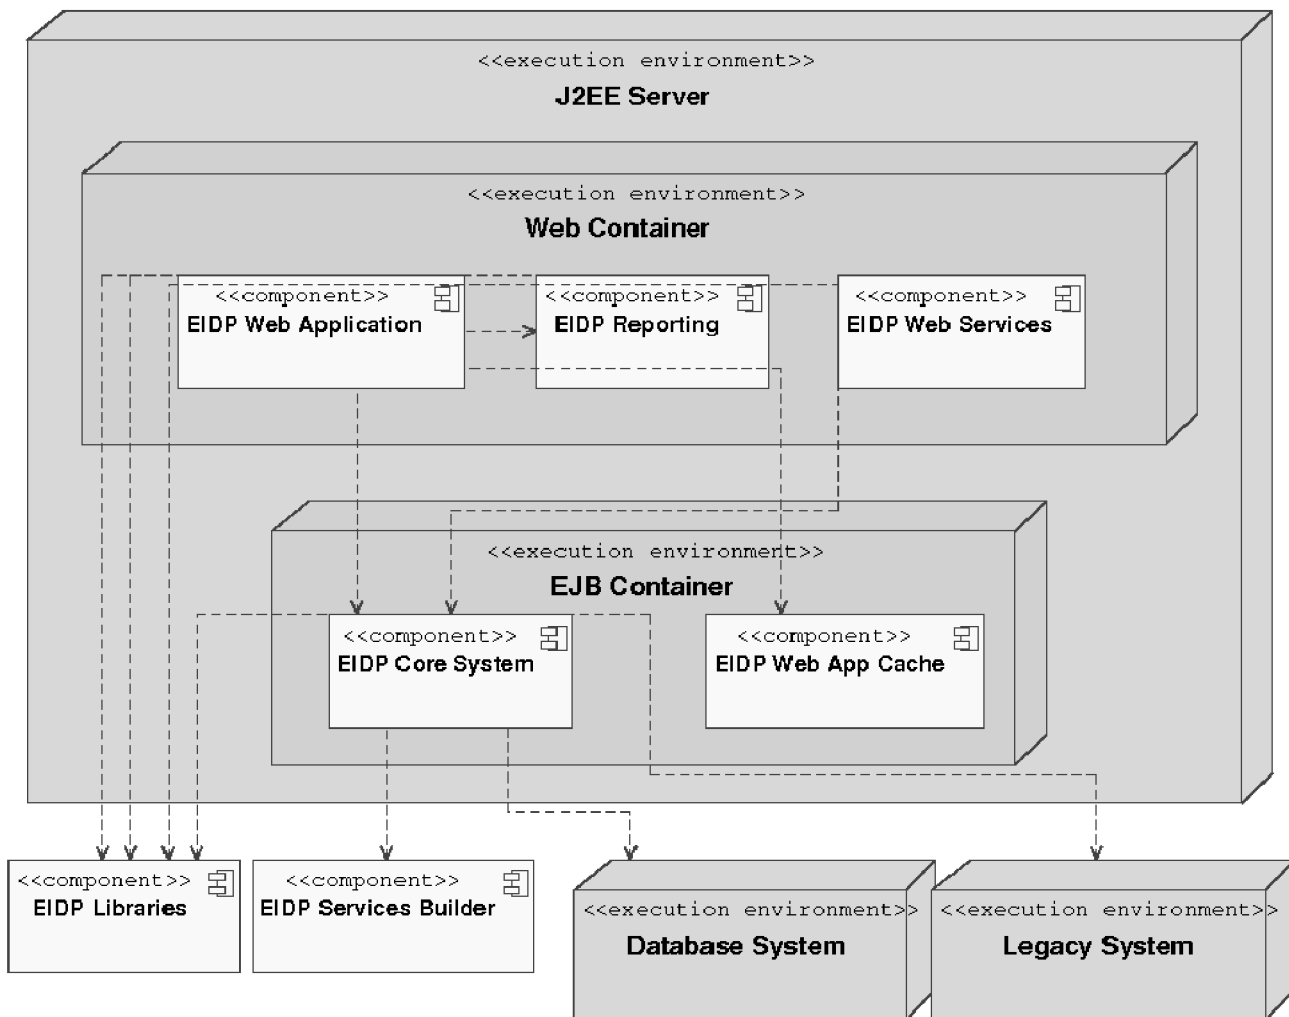 <<execution environment>>
J2EE Server
<<execution environment>>
Web Container
<<component>>
EIDP Web Application
<<component>>
EIDP Reporting
<<component>>
EIDP Web Services
<<execution environment>>
EJB Container
<<component>>
EIDP Core System
<<component>>
EIDP Web App Cache
<<component>>
EIDP Libraries
<<component>>
EIDP Services Builder
<<execution environment>>
Database System
<<execution environment>>
Legacy System